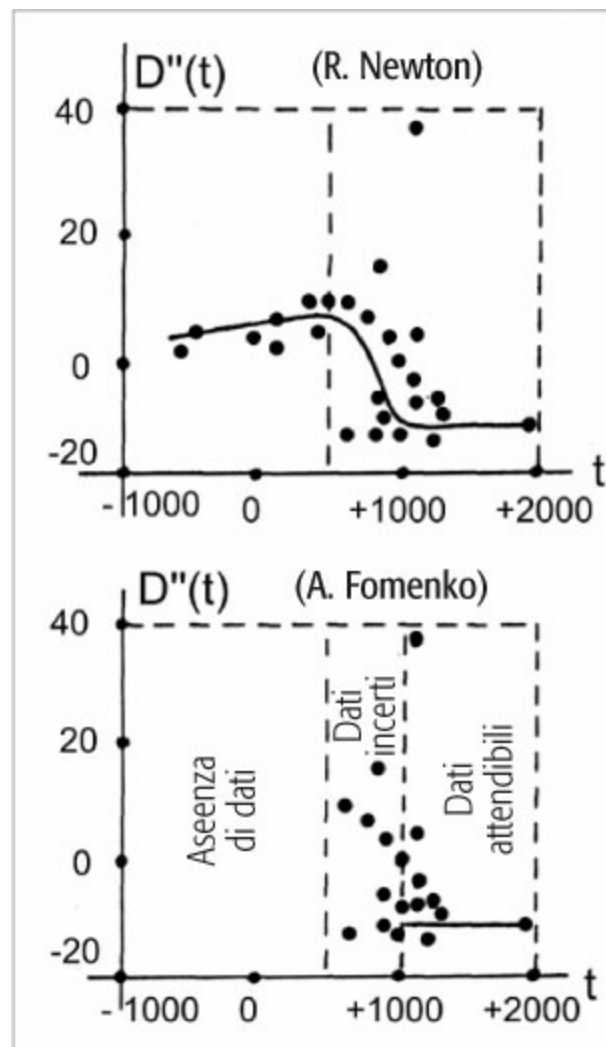 D"(t) (R. Newton)
40
20
0
-20
-1000 0 +1000 +2000 t
D"(t) (A. Fomenko)
40
20
0
-20
Aseenza
di dati
Dati
incerti
Dati
attendibili
-1000 0 +1000 +2000 t